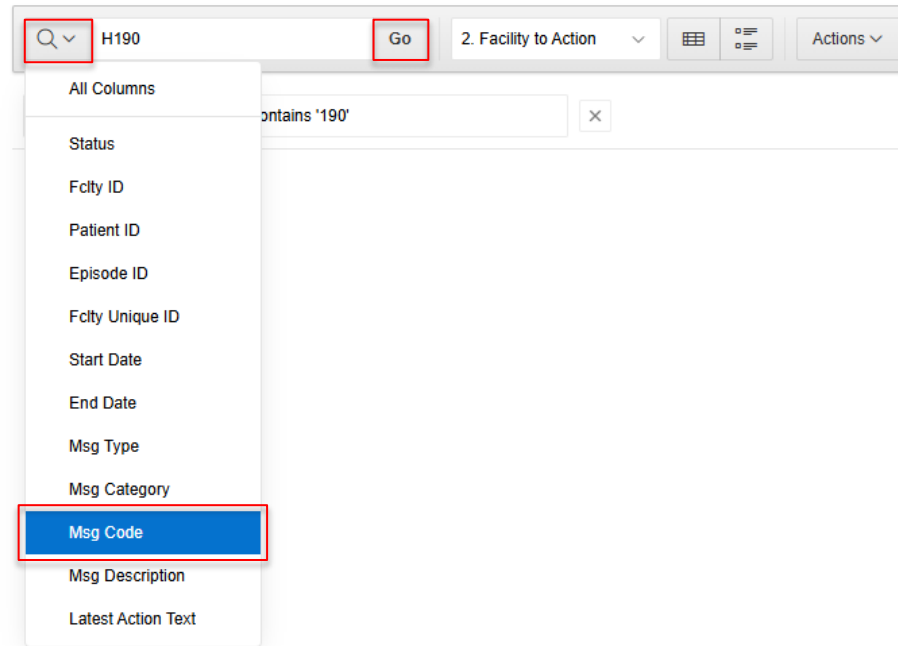 H190 Go 2. Facility to Action Actions
All Columns
ontains '190'
Status
Fclty ID
Patient ID
Episode ID
Fclty Unique ID
Start Date
End Date
Msg Type
Msg Category
Msg Code
Msg Description
Latest Action Text